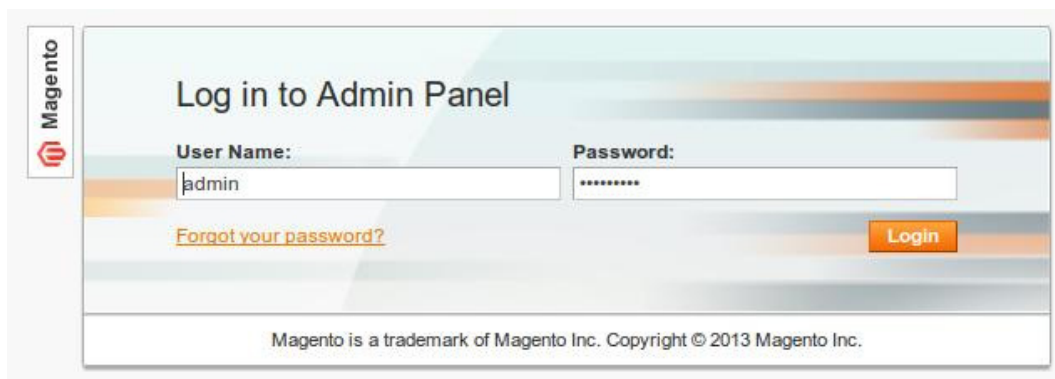 Magento
Log in to Admin Panel
User Name:
Password:
admin
•••••••••
Forgot your password?
Login
Magento is a trademark of Magento Inc. Copyright © 2013 Magento Inc.